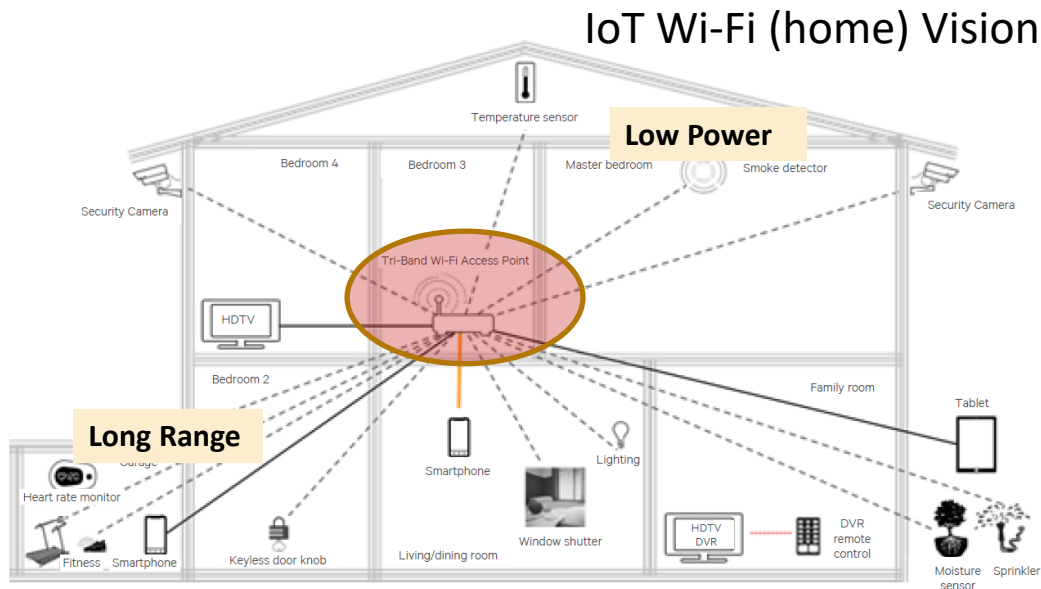 IoT Wi-Fi (home) Vision
Temperature sensor
Low Power
Bedroom 4
Bedroom 3
Master bedroom
Smoke detector
Security Camera
Security Camera
Tri-Band Wi-Fi Access Point
HDTV
Bedroom 2
Family room
Tablet
Long Range
Garage
Heart rate monitor
Smartphone
Lighting
Fitness
Smartphone
Keyless door knob
Living/dining room
Window shutter
HDTV
DVR
DVR
remote
control
Moisture
sensor
Sprinkler